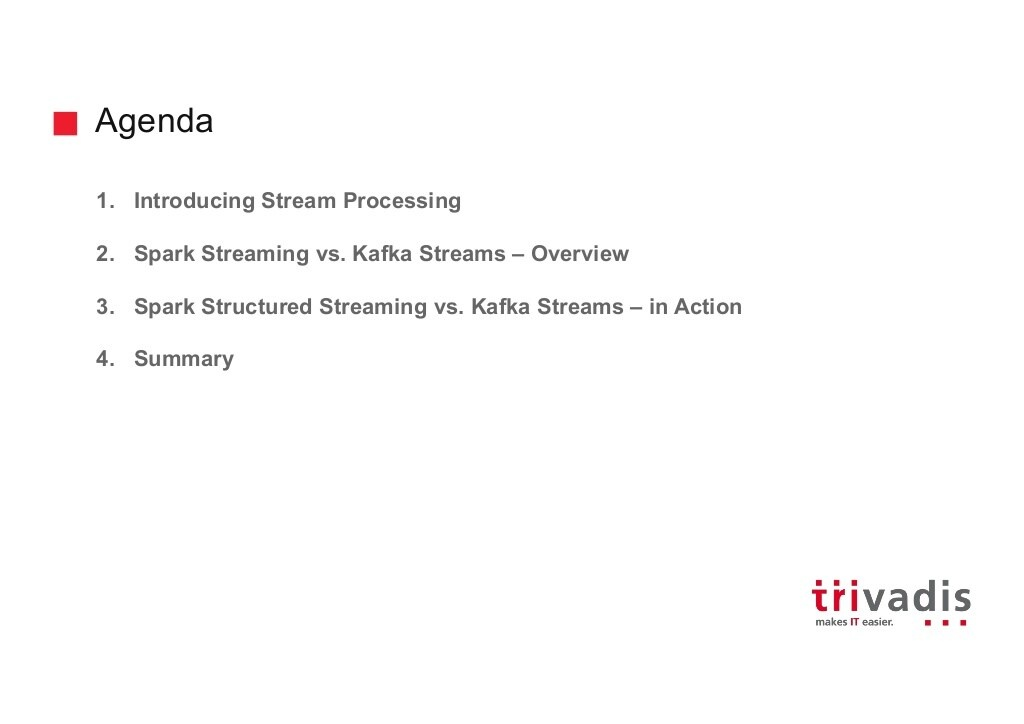 Agenda
1. Introducing Stream Processing
2. Spark Streaming vs. Kafka Streams – Overview
3. Spark Structured Streaming vs. Kafka Streams – in Action
4. Summary
trivadis
makes IT easier.